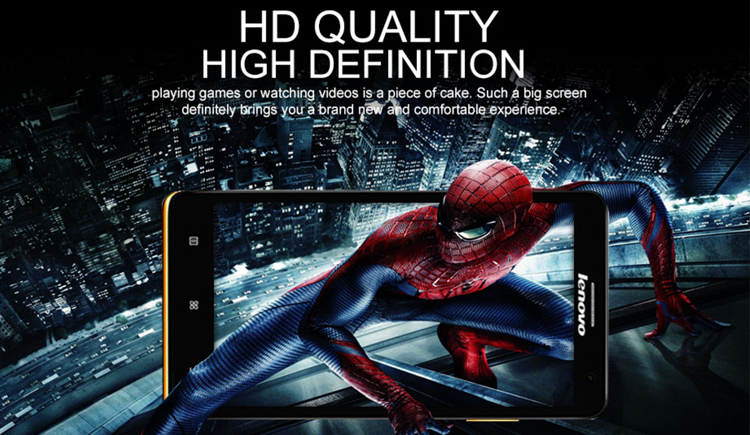 HD QUALITY
HIGH DEFINITION
playing games or watching videos is a piece of cake. Such a big screen
definitely brings you a brand new and comfortable experience.
lenovo